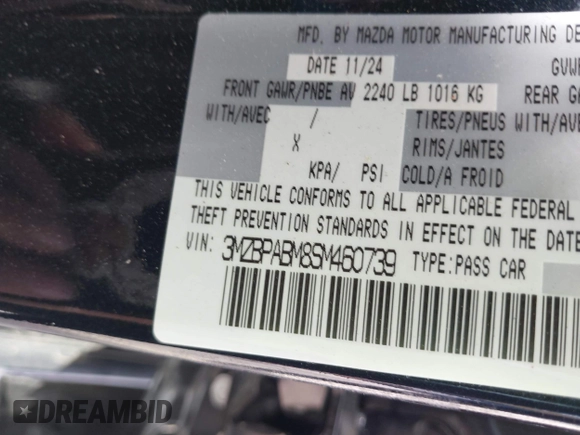 MFD. BY MAZDA MOTOR MANUFACTURING DE
DATE 11/24
GVW
FRONT GAWR/PNBE AV 2240 LB 1016 KG
REAR GA
WITH/AVEC /
TIRES/PNEUS WITH/AVE
X
RIMS/JANTES
KPA/ PSI
COLD/A FROID
THIS VEHICLE CONFORMS TO ALL APPLICABLE FEDERAL
THEFT PREVENTION STANDARDS IN EFFECT ON THE DATE
VIN: 3MZBPABM8SM460739 TYPE:PASS CAR
DREAMBID